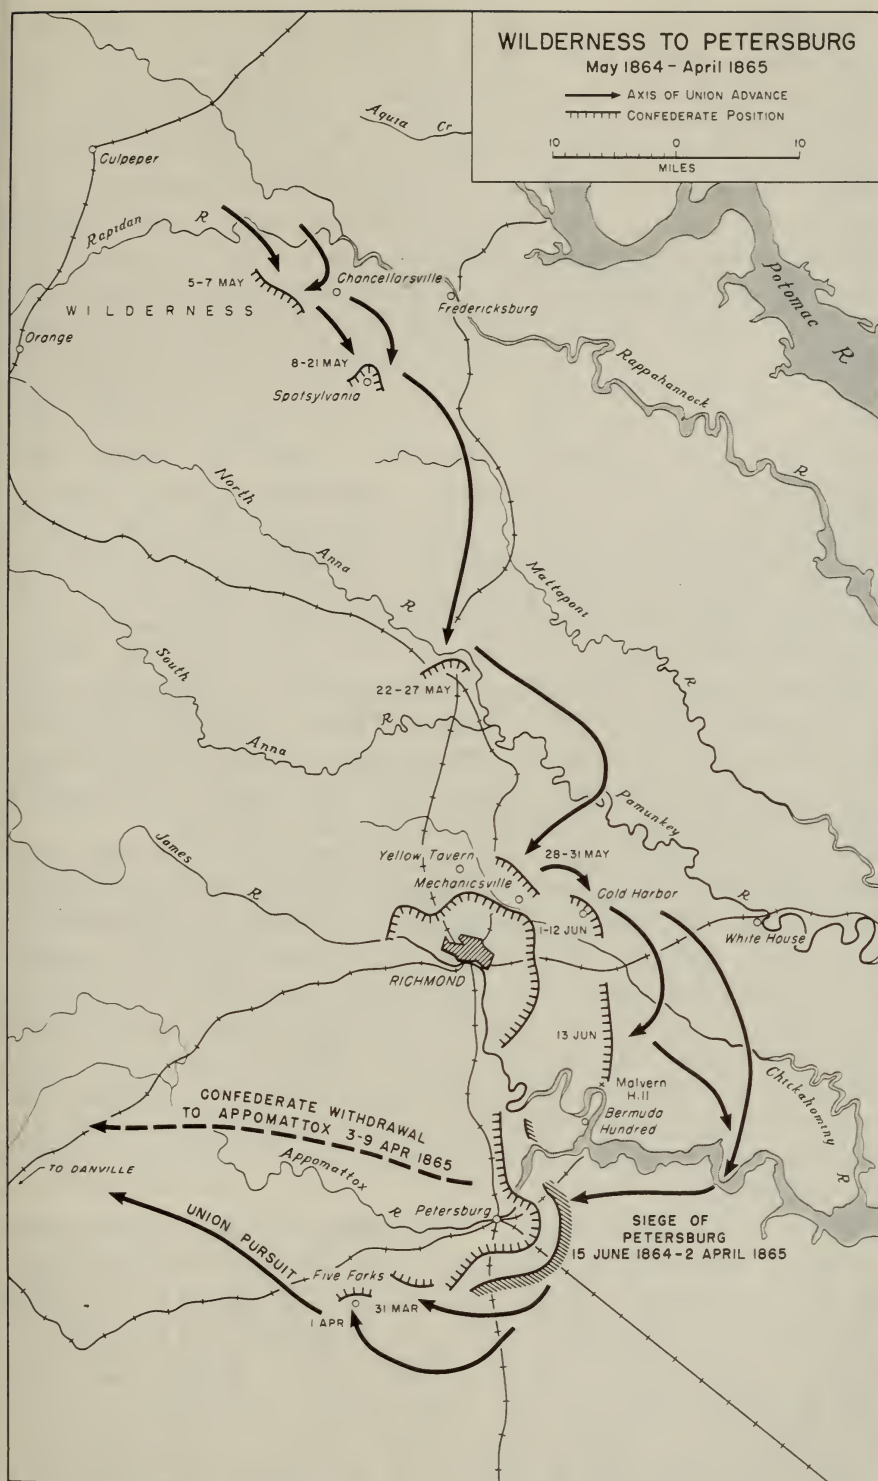 WILDERNESS TO PETERSBURG
May 1864 – April 1865
AXIS OF UNION ADVANCE
CONFEDERATE POSITION
10 0 10
MILES
Aquia Cr
Culpeper
Rapidan R
5-7 MAY
Chancellorsville
WILDERNESS
Fredericksburg
Potomac R
Orange
8-21 MAY
Spotsylvania
Rappahannock R
North Anna R
Mattaponi R
South Anna R
22-27 MAY
Pamunkey R
James R
Yellow Tavern
28-31 MAY
Mechanicsville
Cold Harbor
1-12 JUN
White House
RICHMOND
13 JUN
Malvern
Hill
Chickahominy R
Bermuda
Hundred
CONFEDERATE WITHDRAWAL
TO APPOMATTOX 3-9 APR 1865
TO DANVILLE
Appomattox R
Petersburg
SIEGE OF
PETERSBURG
15 JUNE 1864-2 APRIL 1865
UNION PURSUIT
Five Forks
31 MAR
1 APR